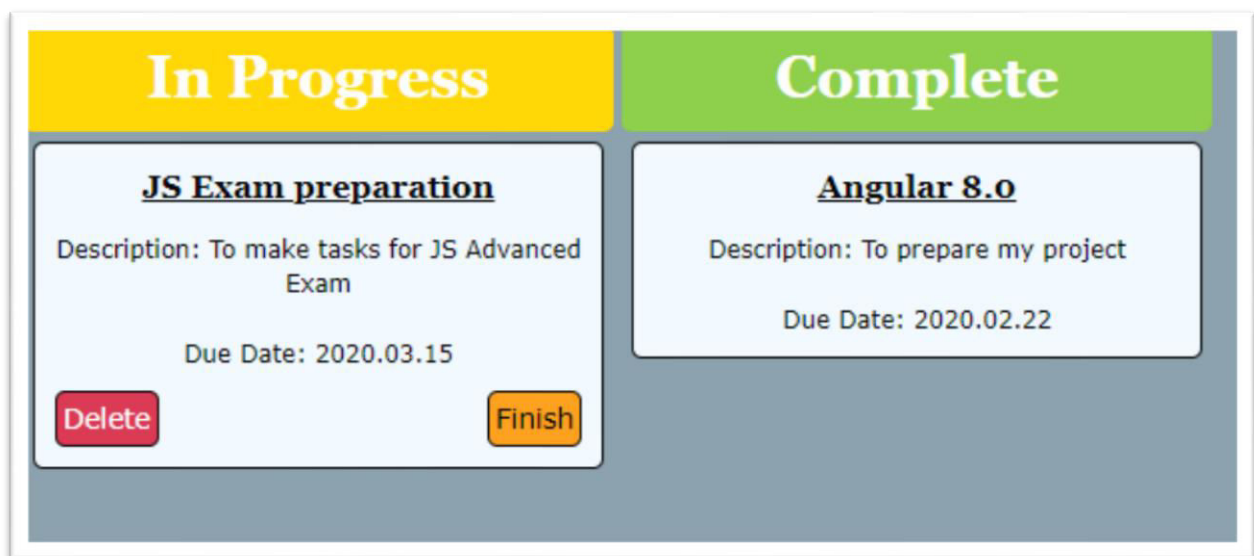 In Progress
Complete
JS Exam preparation
Description: To make tasks for JS Advanced
Exam
Due Date: 2020.03.15
Delete
Finish
Angular 8.0
Description: To prepare my project
Due Date: 2020.02.22